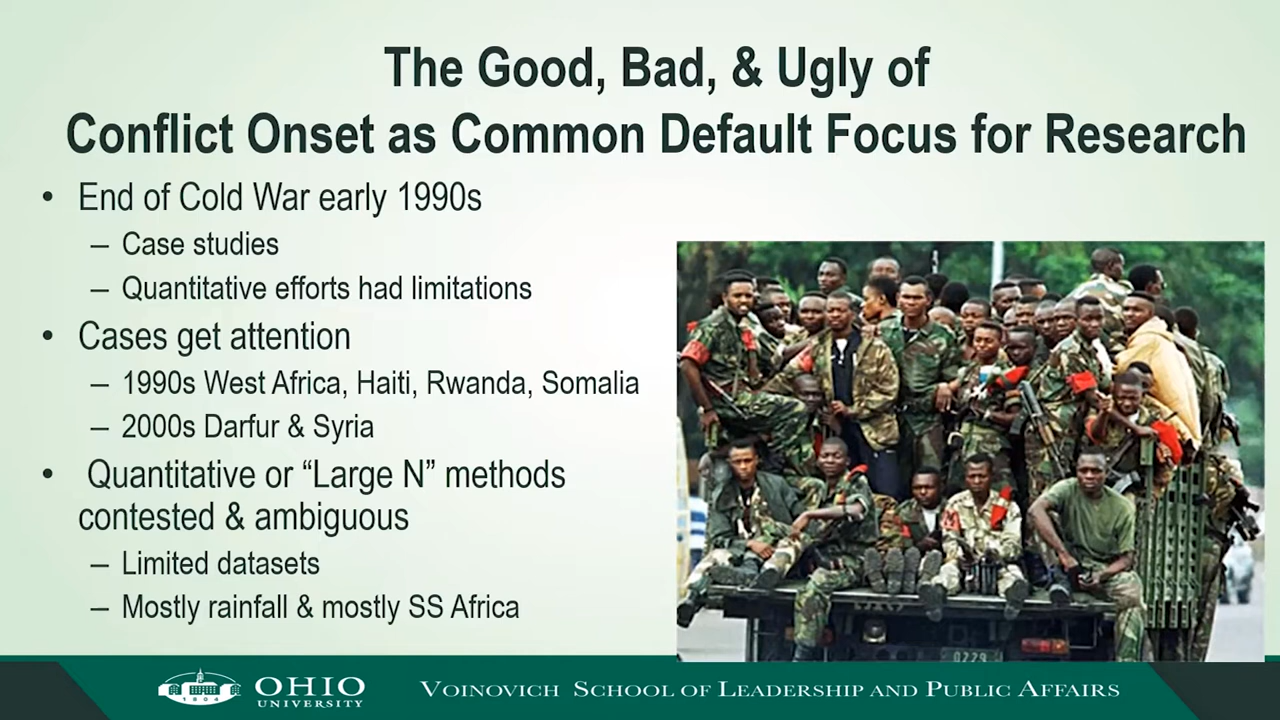 The Good, Bad, & Ugly of
Conflict Onset as Common Default Focus for Research
• End of Cold War early 1990s
– Case studies
– Quantitative efforts had limitations
• Cases get attention
– 1990s West Africa, Haiti, Rwanda, Somalia
– 2000s Darfur & Syria
• Quantitative or “Large N” methods
contested & ambiguous
– Limited datasets
– Mostly rainfall & mostly SS Africa
0229
1804
OHIO
UNIVERSITY
VOINOVICH SCHOOL OF LEADERSHIP AND PUBLIC AFFAIRS